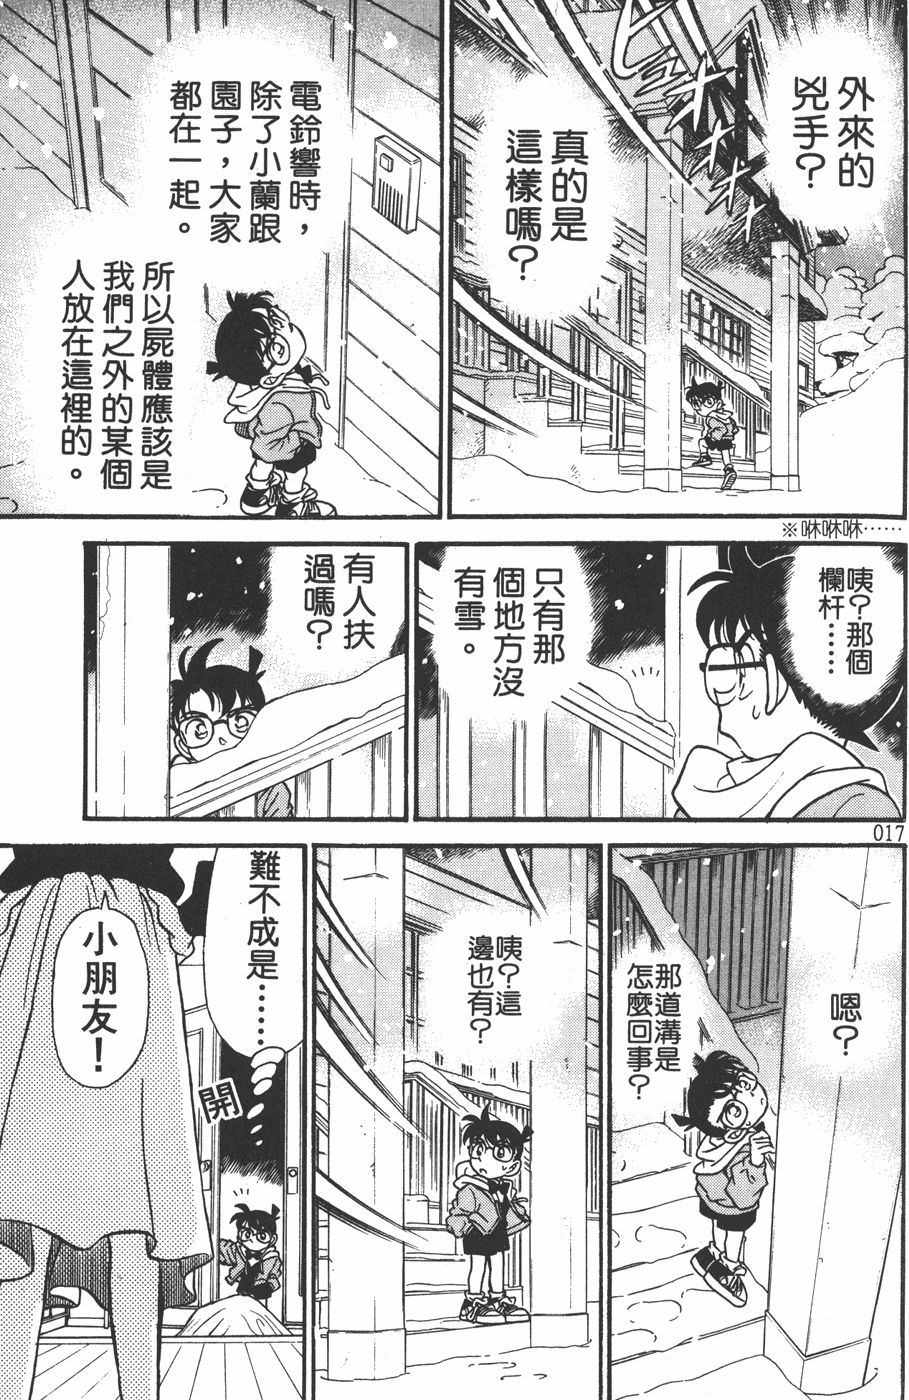 外來的
兇手?
真的是
這樣嗎?
電鈴響時,
除了小蘭跟
園子,大家
都在一起。
所以屍體應該是
我們之外的某個
人放在這裡的。
※咻咻咻……
咦?那個
欄杆……
只有那
個地方沒
有雪。
有人扶
過嗎?
017
嗯?
那道溝是
怎麼回事?
咦?這
邊也有?
難不成是……
開
小朋友!